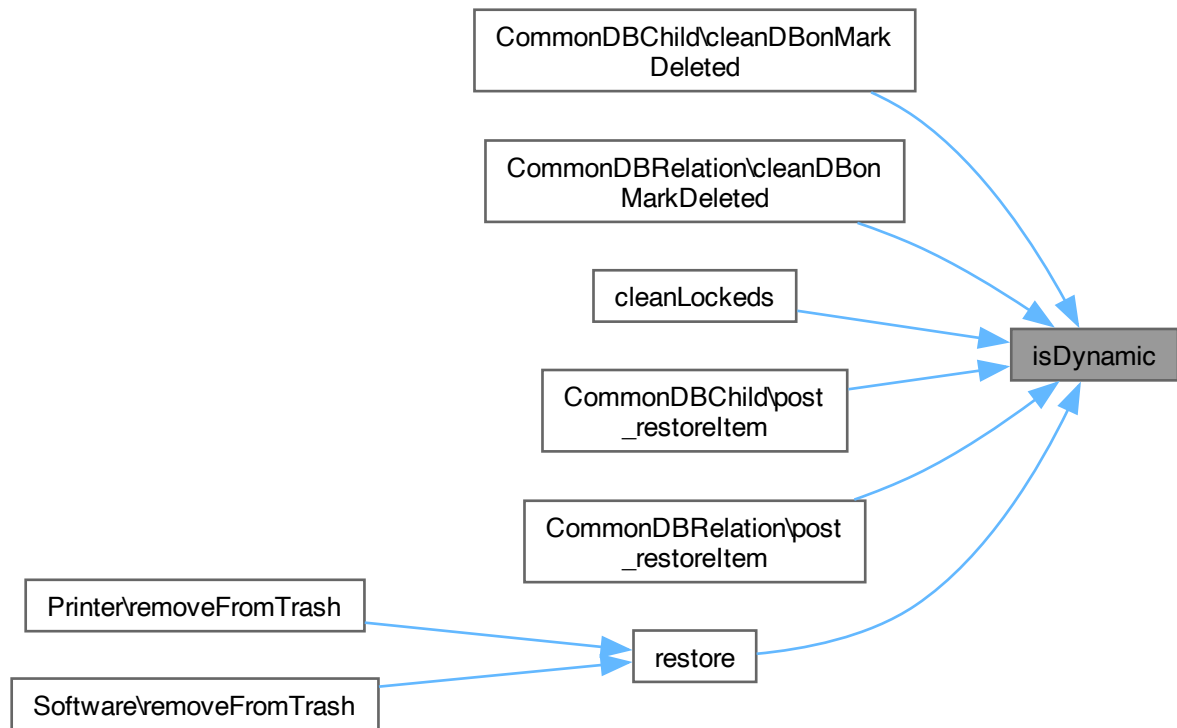 CommonDBChild\cleanDBonMark
Deleted
CommonDBRelation\cleanDBon
MarkDeleted
cleanLockeds
isDynamic
CommonDBChild\post
_restoreItem
CommonDBRelation\post
_restoreItem
Printer\removeFromTrash
restore
Software\removeFromTrash